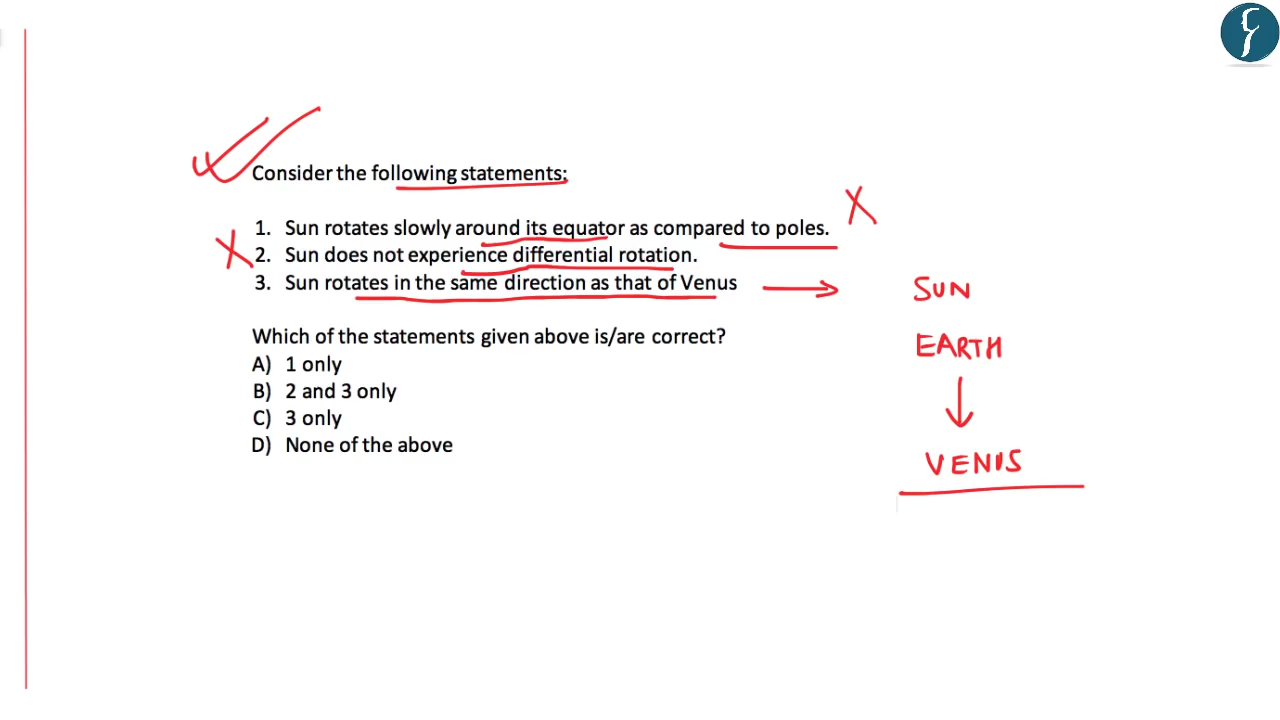 Consider the following statements:
1. Sun rotates slowly around its equator as compared to poles.
2. Sun does not experience differential rotation.
3. Sun rotates in the same direction as that of Venus
SUN
EARTH
VENUS
Which of the statements given above is/are correct?
A) 1 only
B) 2 and 3 only
C) 3 only
D) None of the above